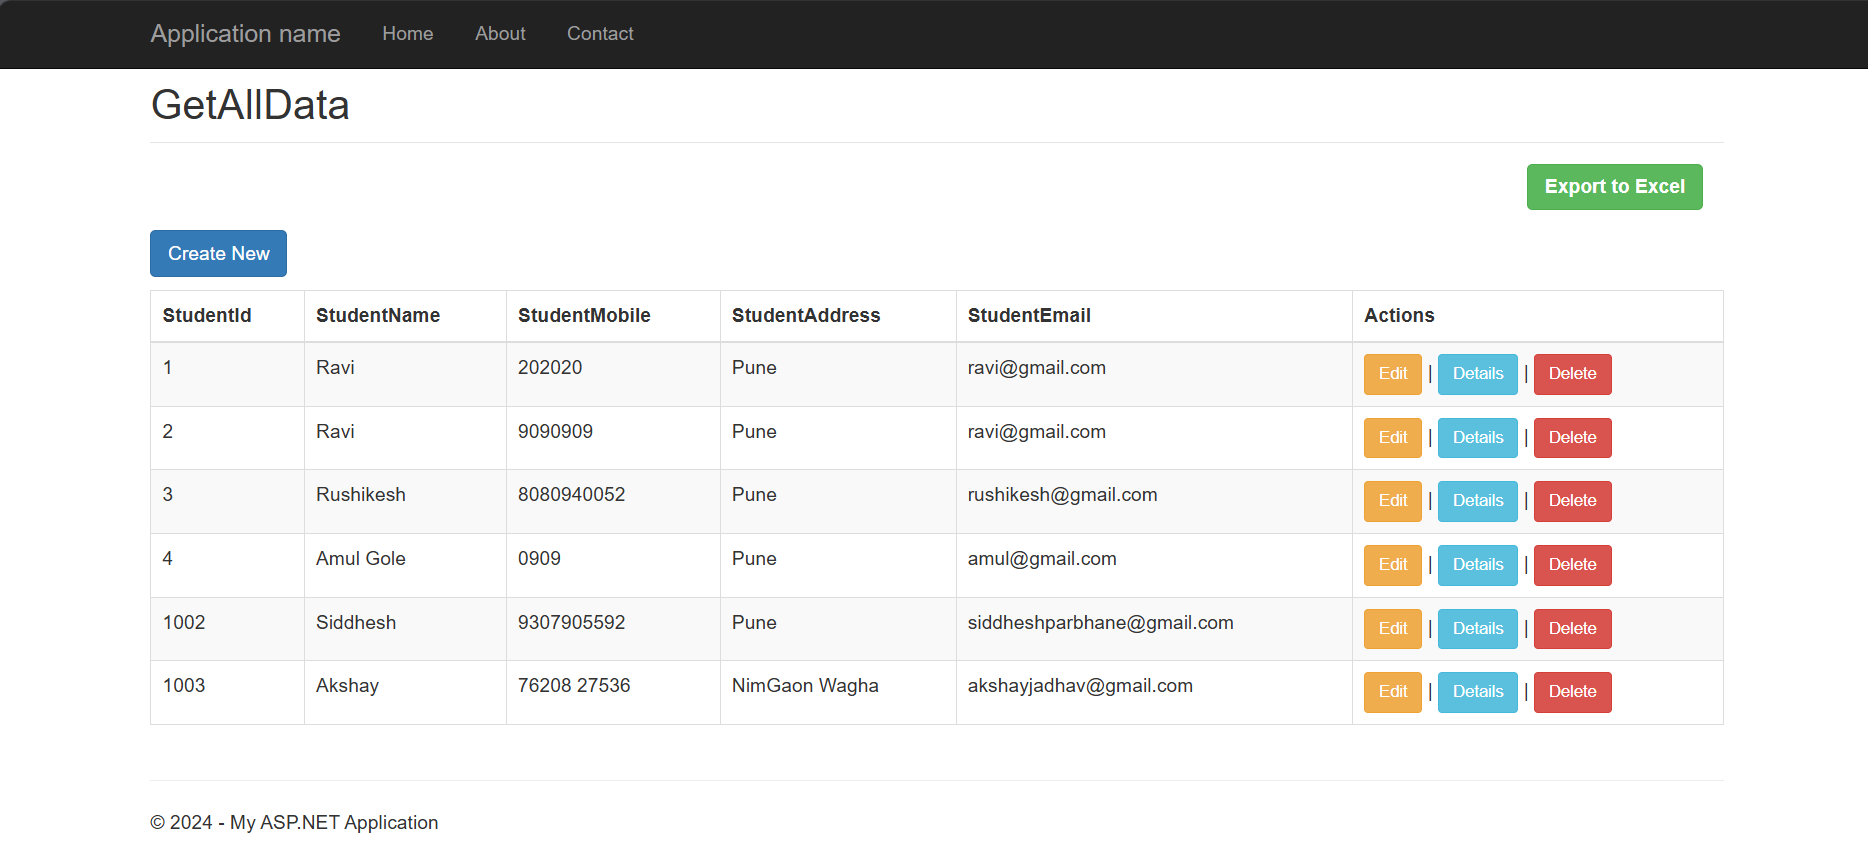 Application name Home About Contact
GetAllData
Export to Excel
Create New
StudentId StudentName StudentMobile StudentAddress StudentEmail Actions
1 Ravi 202020 Pune ravi@gmail.com Edit | Details | Delete
2 Ravi 9090909 Pune ravi@gmail.com Edit | Details | Delete
3 Rushikesh 8080940052 Pune rushikesh@gmail.com Edit | Details | Delete
4 Amul Gole 0909 Pune amul@gmail.com Edit | Details | Delete
1002 Siddhesh 9307905592 Pune siddheshparbhane@gmail.com Edit | Details | Delete
1003 Akshay 76208 27536 NimGaon Wagha akshayjadhav@gmail.com Edit | Details | Delete
© 2024 - My ASP.NET Application